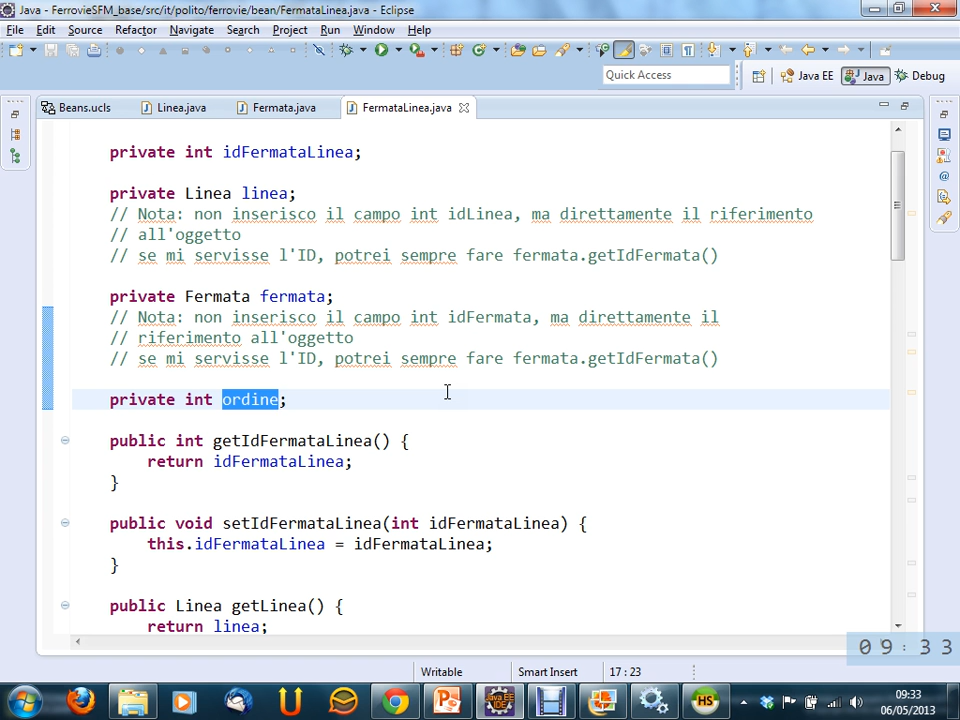 Java - FerrovieSFM_base/src/it/polito/ferrovie/bean/FermataLinea.java - Eclipse
File Edit Source Refactor Navigate Search Project Run Window Help
Quick Access
Java EE Java Debug
Beans.ucls Linea.java Fermata.java FermataLinea.java
private int idFermataLinea;
private Linea linea;
// Nota: non inserisco il campo int idLinea, ma direttamente il riferimento
// all'oggetto
// se mi servisse l'ID, potrei sempre fare fermata.getIdFermata()
private Fermata fermata;
// Nota: non inserisco il campo int idFermata, ma direttamente il
// riferimento all'oggetto
// se mi servisse l'ID, potrei sempre fare fermata.getIdFermata()
private int ordine;
public int getIdFermataLinea() {
return idFermataLinea;
}
public void setIdFermataLinea(int idFermataLinea) {
this.idFermataLinea = idFermataLinea;
}
public Linea getLinea() {
return linea;
09:33
Writable Smart Insert 17 : 23
09:33
06/05/2013